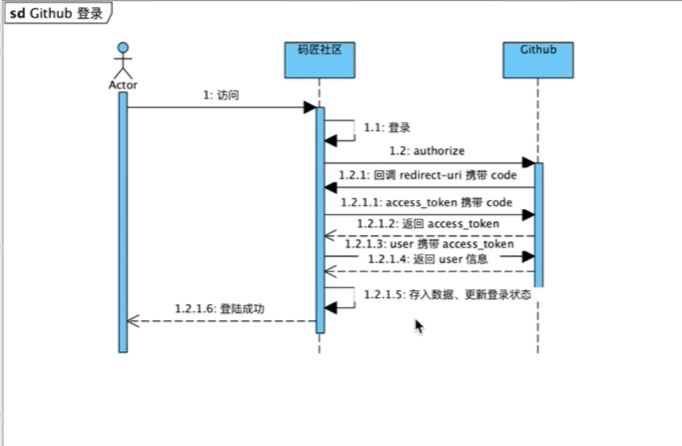 sd Github 登录
码匠社区
Github
Actor
1: 访问
1.1: 登录
1.2: authorize
1.2.1: 回调 redirect-uri 携带 code
1.2.1.1: access_token 携带 code
1.2.1.2: 返回 access_token
1.2.1.3: user 携带 access_token
1.2.1.4: 返回 user 信息
1.2.1.5: 存入数据、更新登录状态
1.2.1.6: 登陆成功